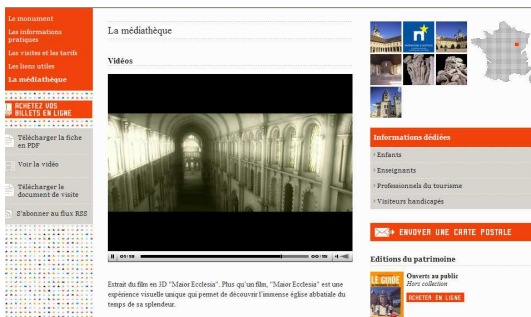 Le monument
Les informations
pratiques
Les visites et les tarifs
Les liens utiles
La médiathèque
ACHETEZ VOS
BILLETS EN LIGNE
Télécharger la fiche
en PDF
Voir la vidéo
Télécharger le
document de visite
S'abonner au flux RSS
La médiathèque
Vidéos
01:18
00:15
Extrait du film en 3D "Maior Ecclesia". Plus qu'un film, "Maior Ecclesia" est une
expérience visuelle unique qui permet de découvrir l'immense église abbatiale du
temps de sa splendeur.
Informations dédiées
Enfants
Enseignants
Professionnels du tourisme
Visiteurs handicapés
ENVOYER UNE CARTE POSTALE
Editions du patrimoine
LE GUIDE
Ouverts au public
Hors collection
ACHETER EN LIGNE